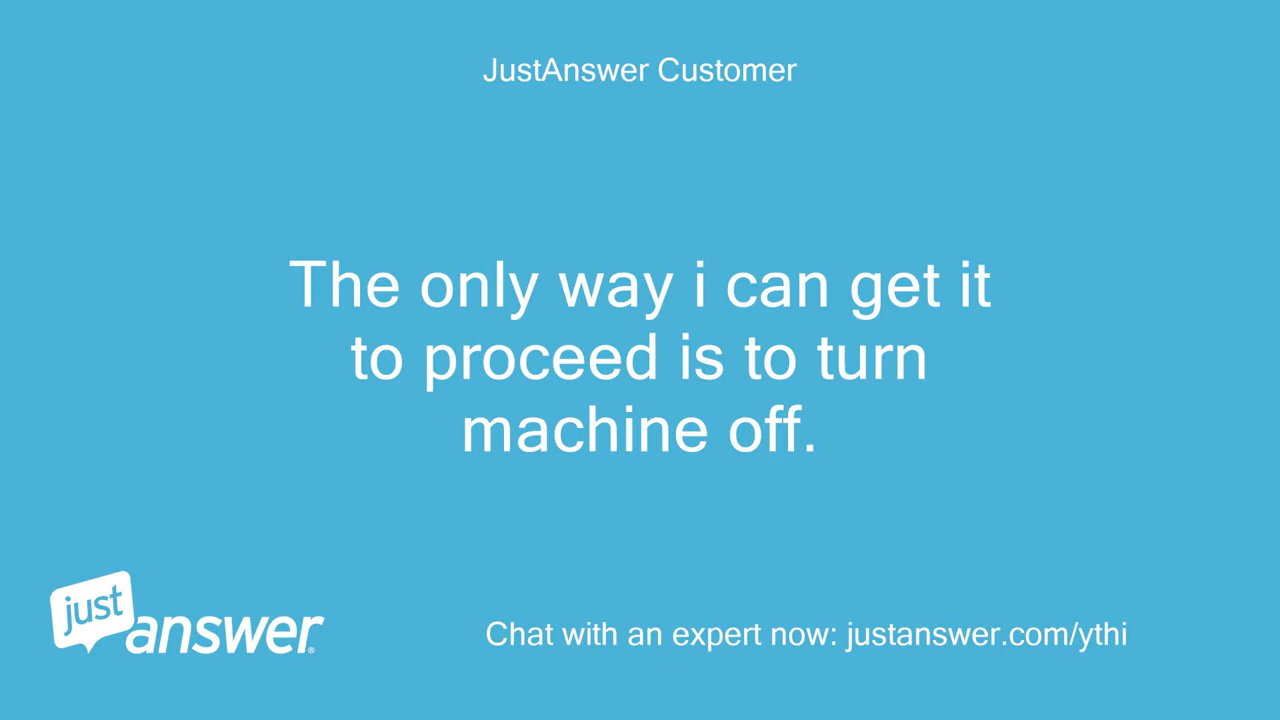 JustAnswer Customer
The only way i can get it
to proceed is to turn
machine off.
just
answer®
Chat with an expert now: justanswer.com/ythi